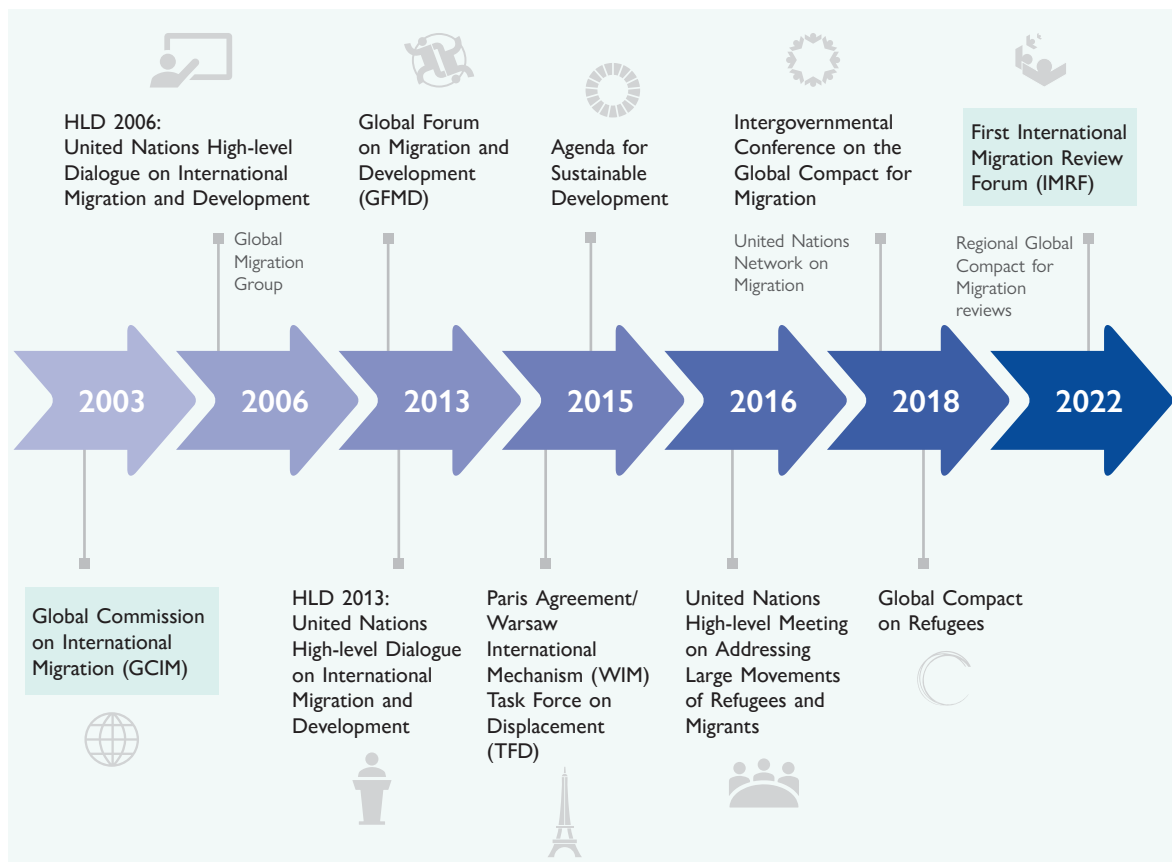 HLD 2006:
United Nations High-level
Dialogue on International
Migration and Development
Global
Migration
Group
Global Forum
on Migration and
Development
(GFMD)
Agenda for
Sustainable
Development
Intergovernmental
Conference on the
Global Compact for
Migration
United Nations
Network on
Migration
First International
Migration Review
Forum (IMRF)
Regional Global
Compact for
Migration
reviews
2003
2006
2013
2015
2016
2018
2022
Global Commission
on International
Migration (GCIM)
HLD 2013:
United Nations
High-level Dialogue
on International
Migration and
Development
Paris Agreement/
Warsaw
International
Mechanism (WIM)
Task Force on
Displacement
(TFD)
United Nations
High-level Meeting
on Addressing
Large Movements
of Refugees and
Migrants
Global Compact
on Refugees